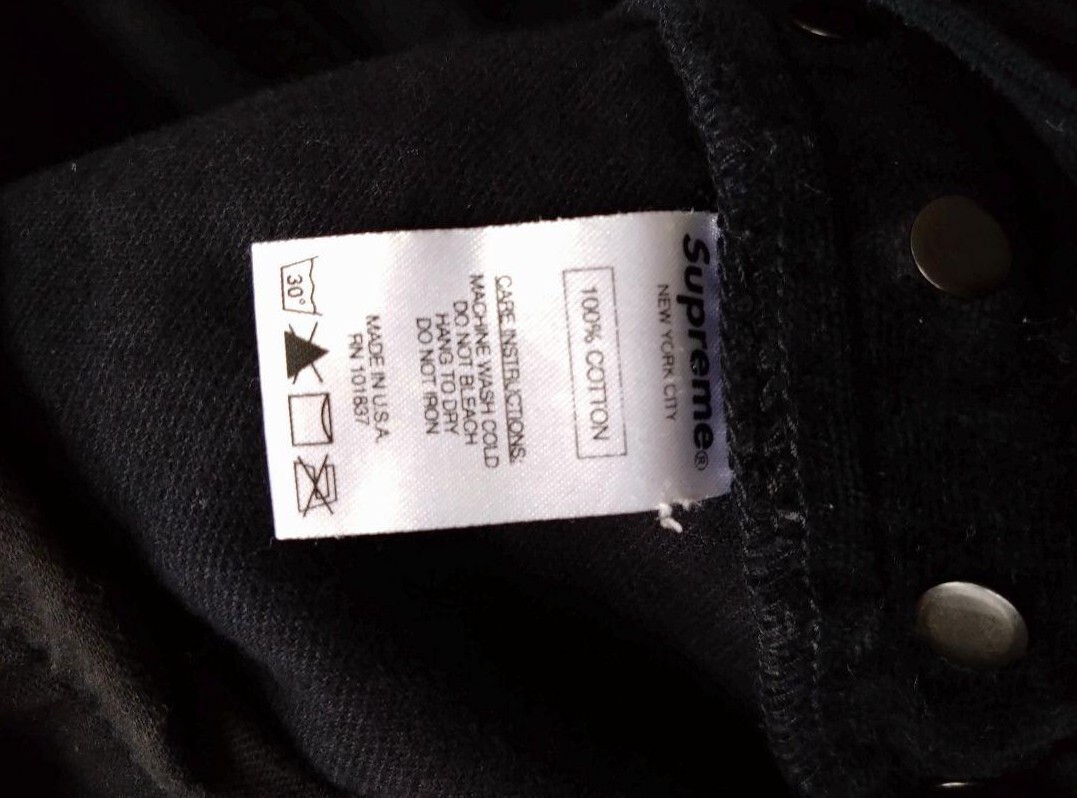 Supreme®
NEW YORK CITY
100% COTTON
CARE INSTRUCTIONS:
MACHINE WASH COLD
DO NOT BLEACH
HANG TO DRY
DO NOT IRON
MADE IN U.S.A.
RN 101837
30°